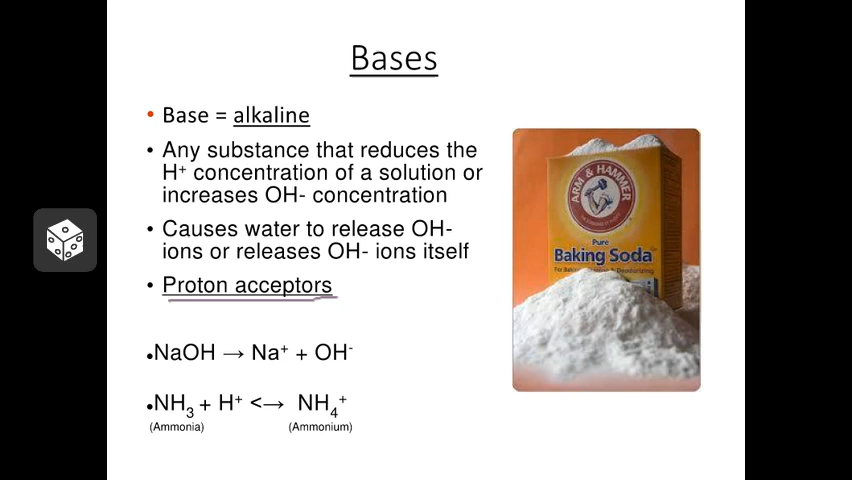 Bases
• Base = alkaline
• Any substance that reduces the
H⁺ concentration of a solution or
increases OH- concentration
• Causes water to release OH-
ions or releases OH- ions itself
• Proton acceptors
•NaOH → Na⁺ + OH⁻
•NH₃ + H⁺ <→ NH₄⁺
(Ammonia) (Ammonium)
ARM & HAMMER
Pure
Baking Soda